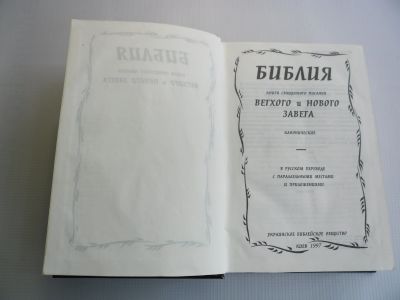 БИБЛИЯ
КНИГИ СВЯЩЕННОГО ПИСАНИЯ
ВЕТХОГО и НОВОГО
ЗАВЕТА
КАНОНИЧЕСКИЕ
В РУССКОМ ПЕРЕВОДЕ
С ПАРАЛЛЕЛЬНЫМИ МЕСТАМИ
И ПРИЛОЖЕНИЯМИ
УКРАИНСКОЕ БИБЛЕЙСКОЕ ОБЩЕСТВО
КИЕВ 1997